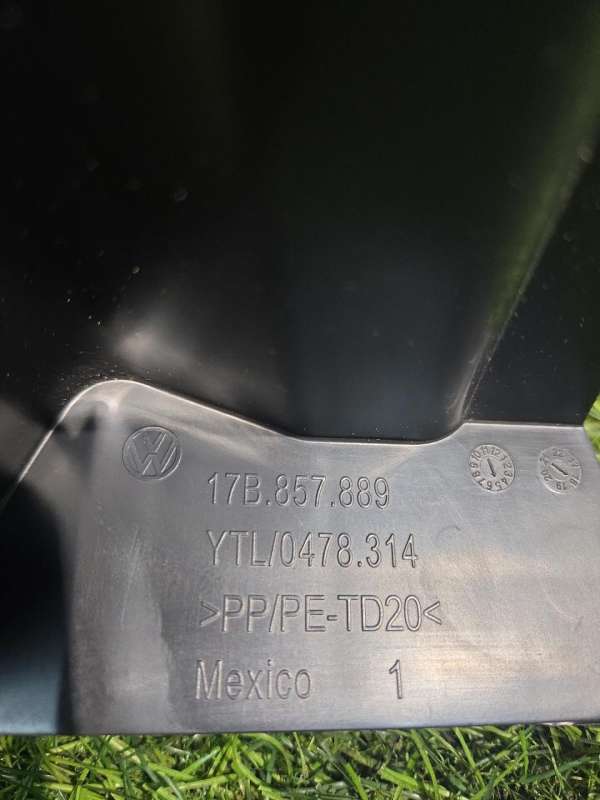 17B.857.889
YTL/0478.314
>PP/PE-TD20<
Mexico 1